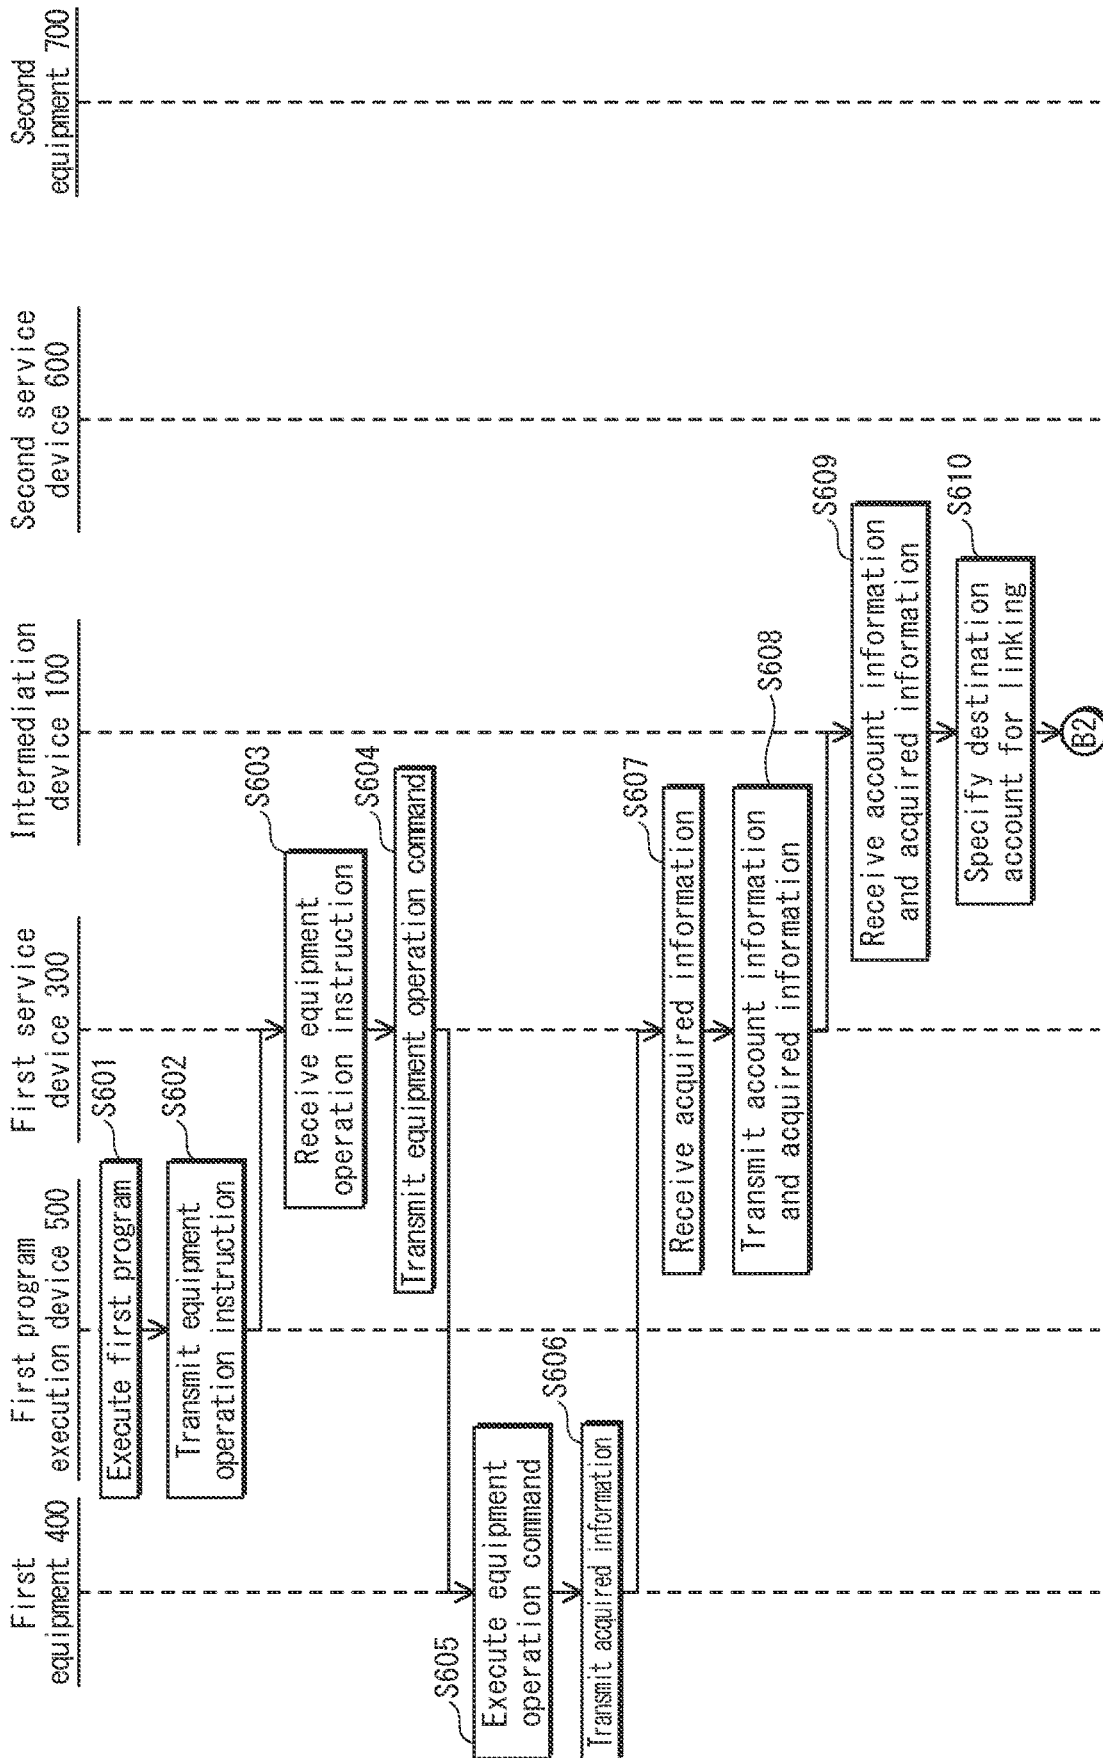 First
equipment 400
First program
execution device 500
First service
device 300
Intermediation
device 100
Second service
device 600
Second
equipment 700
S601
Execute first program
S602
Transmit equipment
operation instruction
S603
Receive equipment
operation instruction
S604
Transmit equipment operation command
S605
Execute equipment
operation command
S606
Transmit acquired information
S607
Receive acquired information
S608
Transmit account information
and acquired information
S609
Receive account information
and acquired information
S610
Specify destination
account for linking
B2